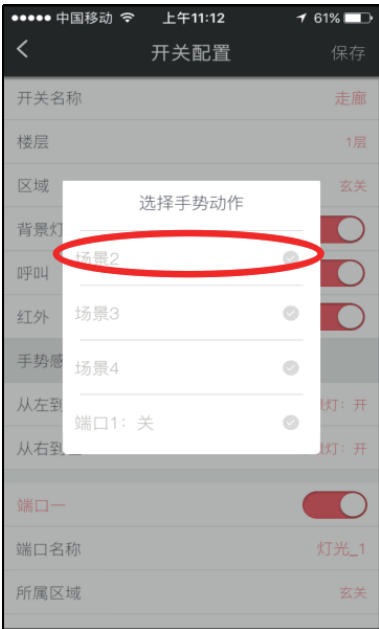 中国移动 上午11:12 61%
开关配置 保存
开关名称 走廊
楼层 1层
区域 玄关
选择手势动作
背景灯
场景2
呼叫
红外 场景3
手势感
场景4
从左到 灯：开
端口1：关
从右到 灯：开
端口一
端口名称 灯光_1
所属区域 玄关